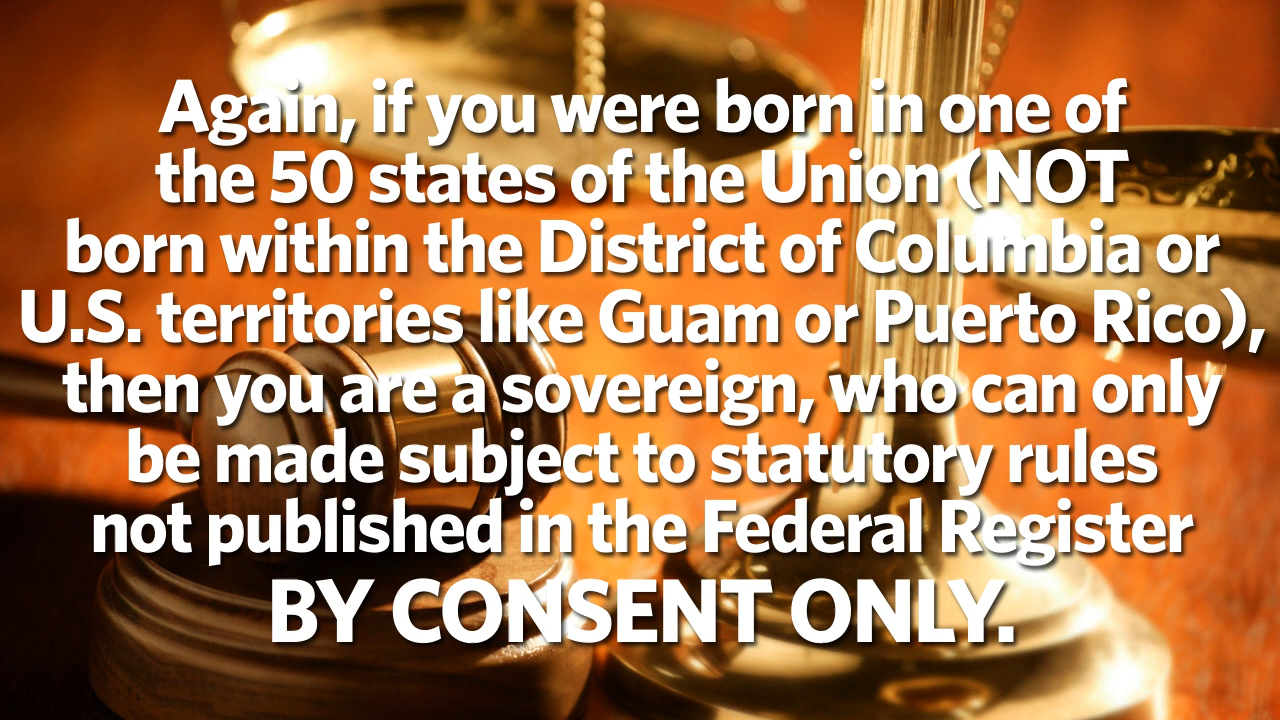 Again, if you were born in one of
the 50 states of the Union (NOT
born within the District of Columbia or
U.S. territories like Guam or Puerto Rico),
then you are a sovereign, who can only
be made subject to statutory rules
not published in the Federal Register
BY CONSENT ONLY.